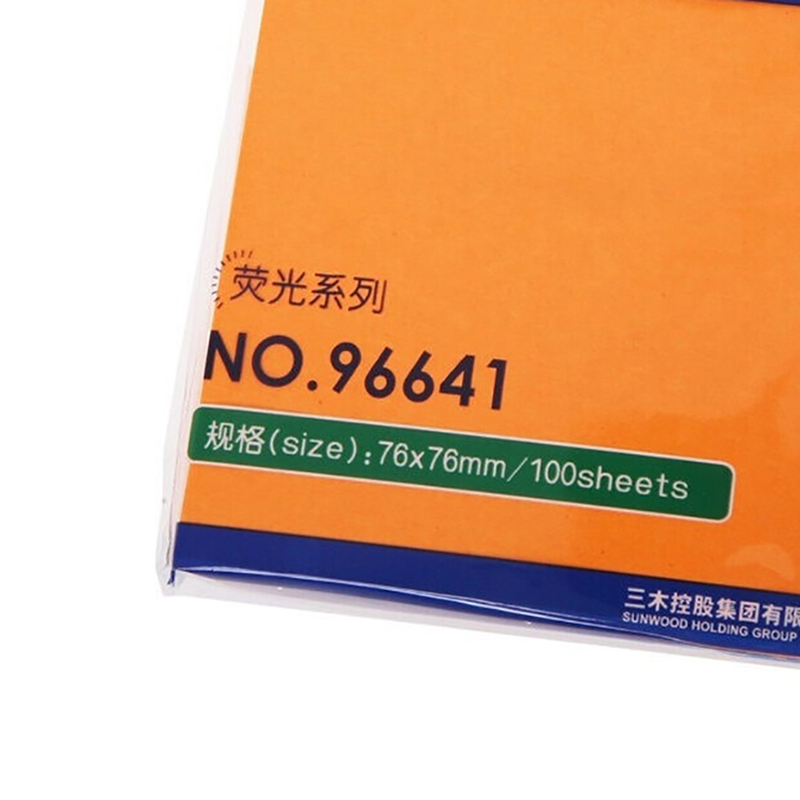 荧光系列
NO.96641
规格(size):76x76mm/100sheets
三木控股集团有限
SUNWOOD HOLDING GROUP